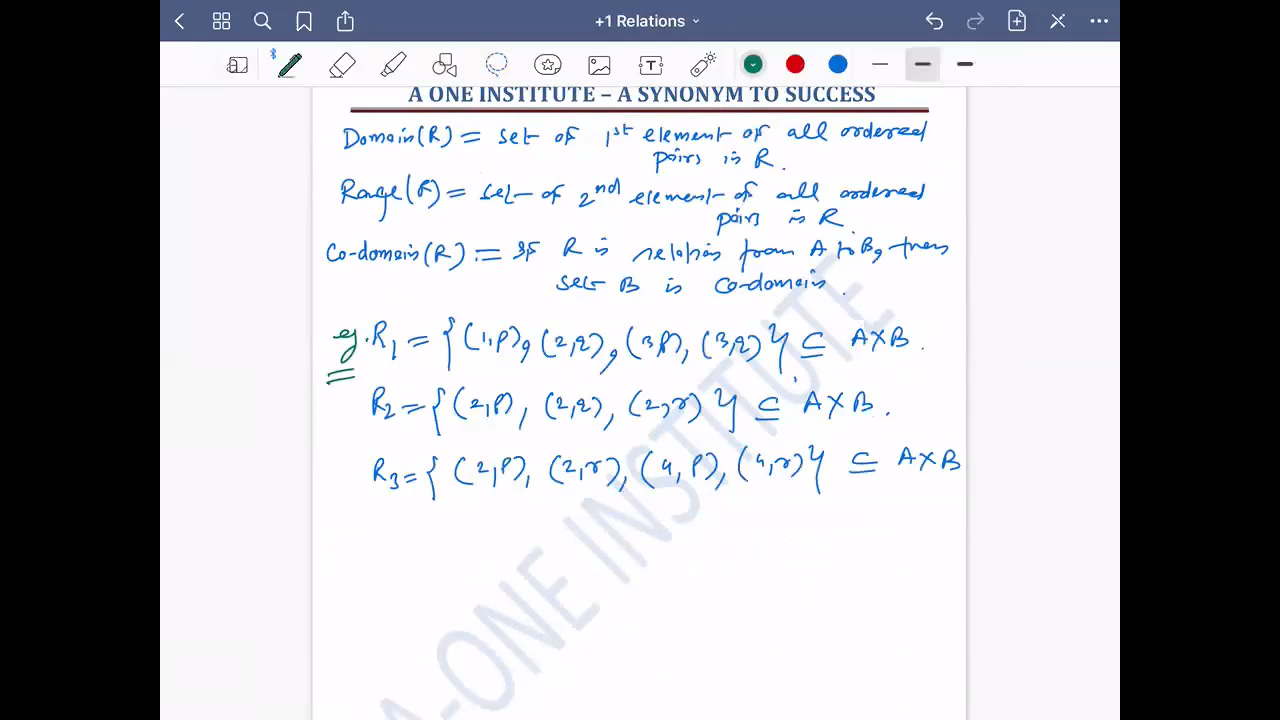 +1 Relations
A ONE INSTITUTE – A SYNONYM TO SUCCESS
Domain(R) = set of 1st element of all ordered
pairs in R.
Range(R) = set of 2nd element of all ordered
pairs in R.
Co-domain(R) := If R is relation from A to B, then
set B is Co-domain.
eg. R1 = {(1,p), (2,q), (3,p), (3,q)} ⊆ A×B.
R2 = {(2,p), (2,q), (2,r)} ⊆ A×B.
R3 = {(2,p), (2,r), (4,p), (4,r)} ⊆ A×B
A-ONE INSTITUTE